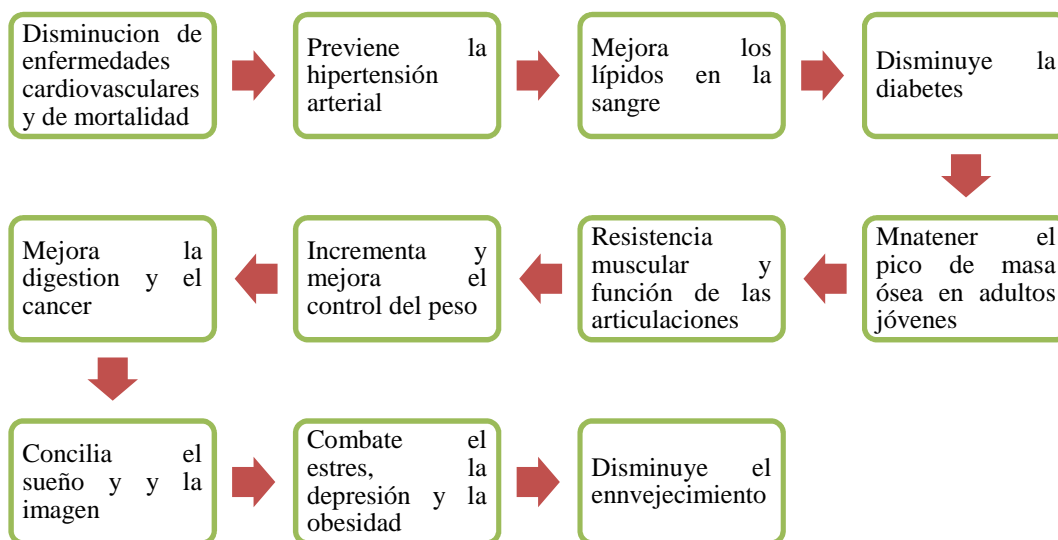 Disminucion de
enfermedades
cardiovasculares
y de mortalidad
Previene la
hipertensión
arterial
Mejora los
lípidos en la
sangre
Disminuye la
diabetes
Mnatener el
pico de masa
ósea en adultos
jóvenes
Resistencia
muscular y
función de las
articulaciones
Incrementa y
mejora el
control del peso
Mejora la
digestion y el
cancer
Concilia el
sueño y y la
imagen
Combate el
estres, la
depresión y la
obesidad
Disminuye el
ennvejecimiento